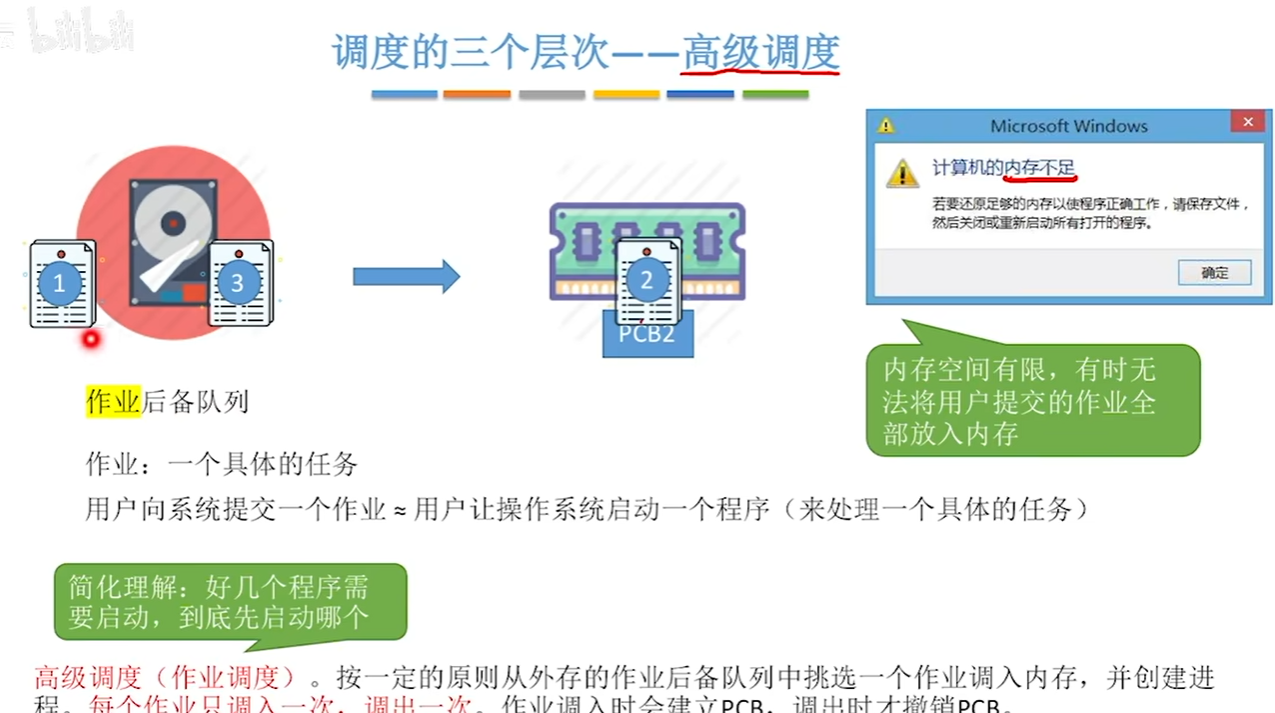 bilibili
调度的三个层次——高级调度
Microsoft Windows
计算机的内存不足
若要还原足够的内存以使程序正确工作，请保存文件，
然后关闭或重新启动所有打开的程序。
确定
1
3
2
PCB2
内存空间有限，有时无
法将用户提交的作业全
部放入内存
作业后备队列
作业：一个具体的任务
用户向系统提交一个作业 ≈ 用户让操作系统启动一个程序（来处理一个具体的任务）
简化理解：好几个程序需
要启动，到底先启动哪个
高级调度（作业调度）。按一定的原则从外存的作业后备队列中挑选一个作业调入内存，并创建进
程。每个作业只调入一次，调出一次。作业调入时会建立PCB，调出时才撤销PCB。